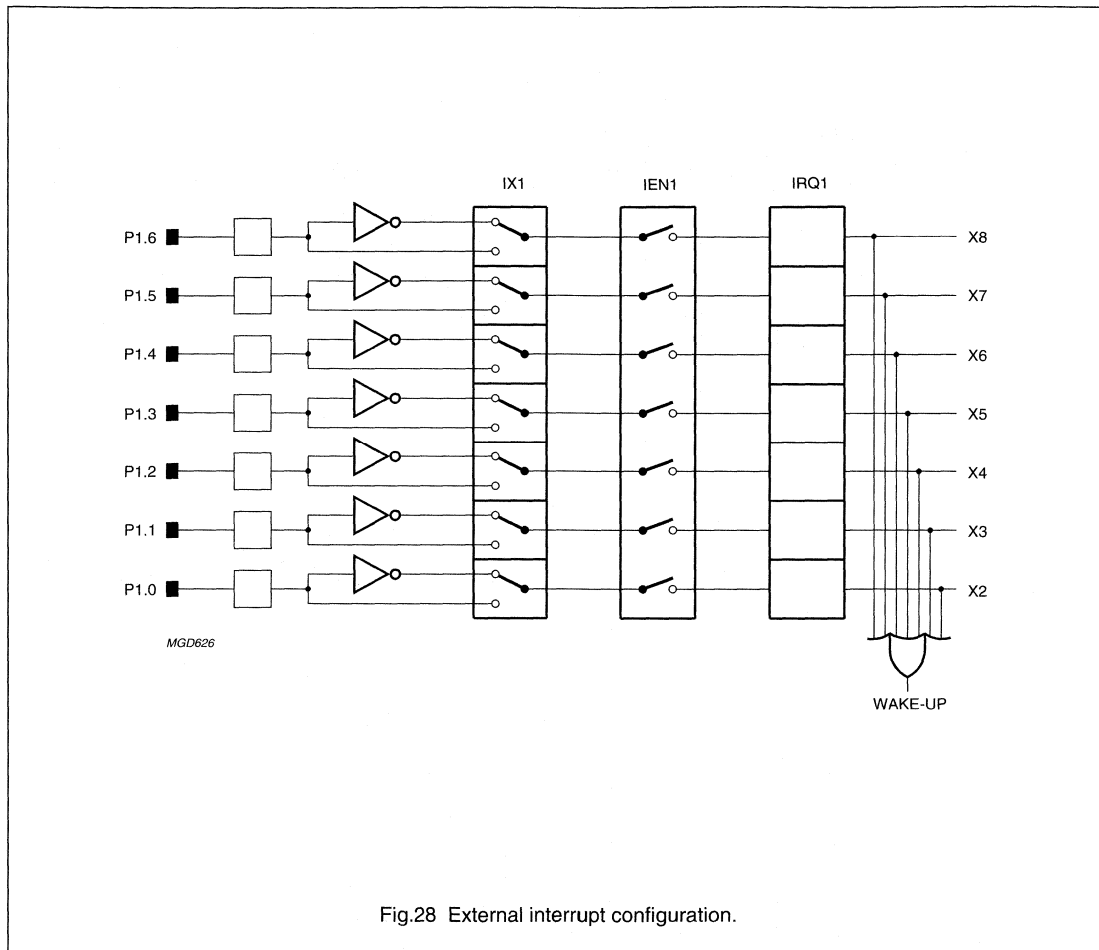 IX1 IEN1 IRQ1
P1.6 X8
P1.5 X7
P1.4 X6
P1.3 X5
P1.2 X4
P1.1 X3
P1.0 X2
MGD626
WAKE-UP
Fig.28 External interrupt configuration.